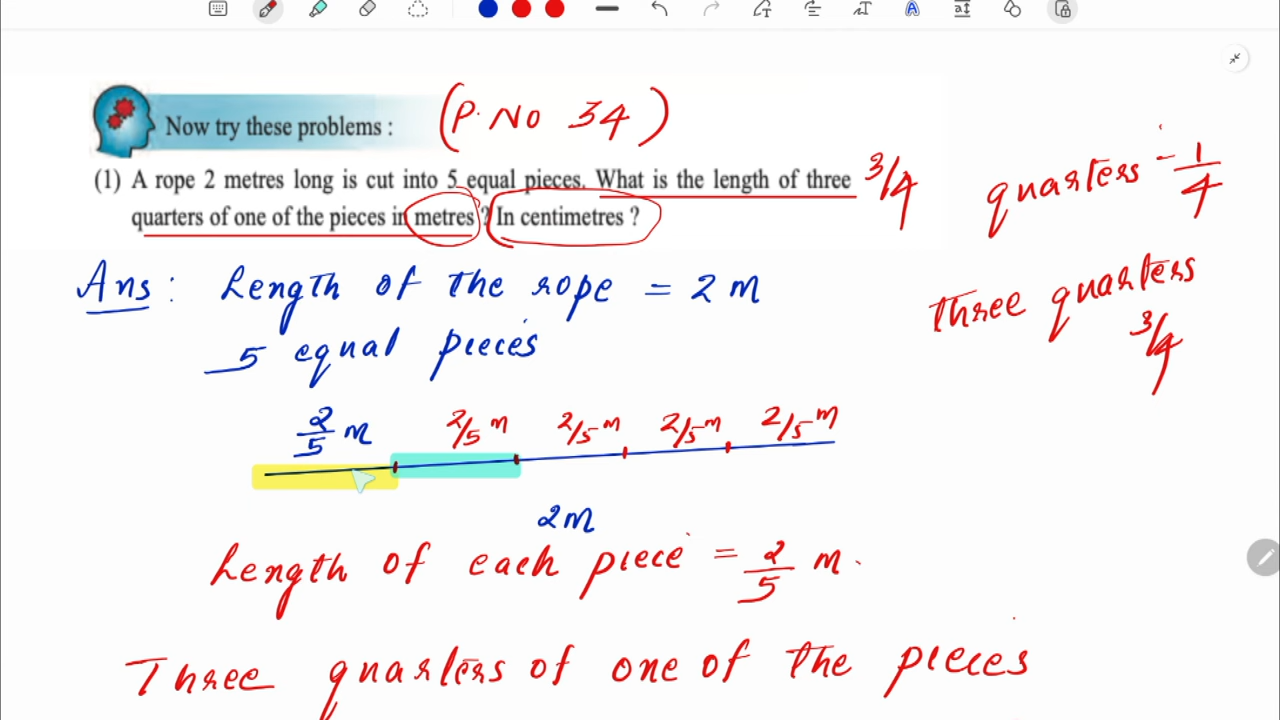 Now try these problems :
(P. No 34)
(1) A rope 2 metres long is cut into 5 equal pieces. What is the length of three
quarters of one of the pieces in metres ? In centimetres ?
3/4
quarters - 1/4
three quarters
3/4
Ans : Length of the rope = 2 m
5 equal pieces
2/5 m 2/5 m 2/5 m 2/5 m 2/5 m
2m
Length of each piece = 2/5 m.
Three quarters of one of the pieces